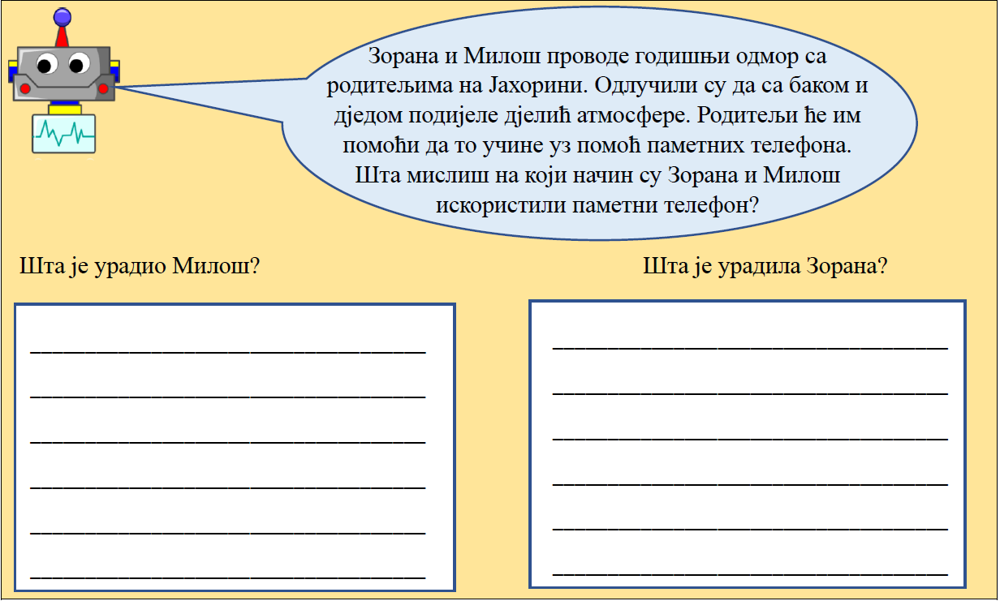 Зорана и Милош проводе годишњи одмор са
родитељима на Јахорини. Одлучили су да са баком и
дједом подијеле дјелић атмосфере. Родитељи ће им
помоћи да то учине уз помоћ паметних телефона.
Шта мислиш на који начин су Зорана и Милош
искористили паметни телефон?
Шта је урадио Милош?
Шта је урадила Зорана?